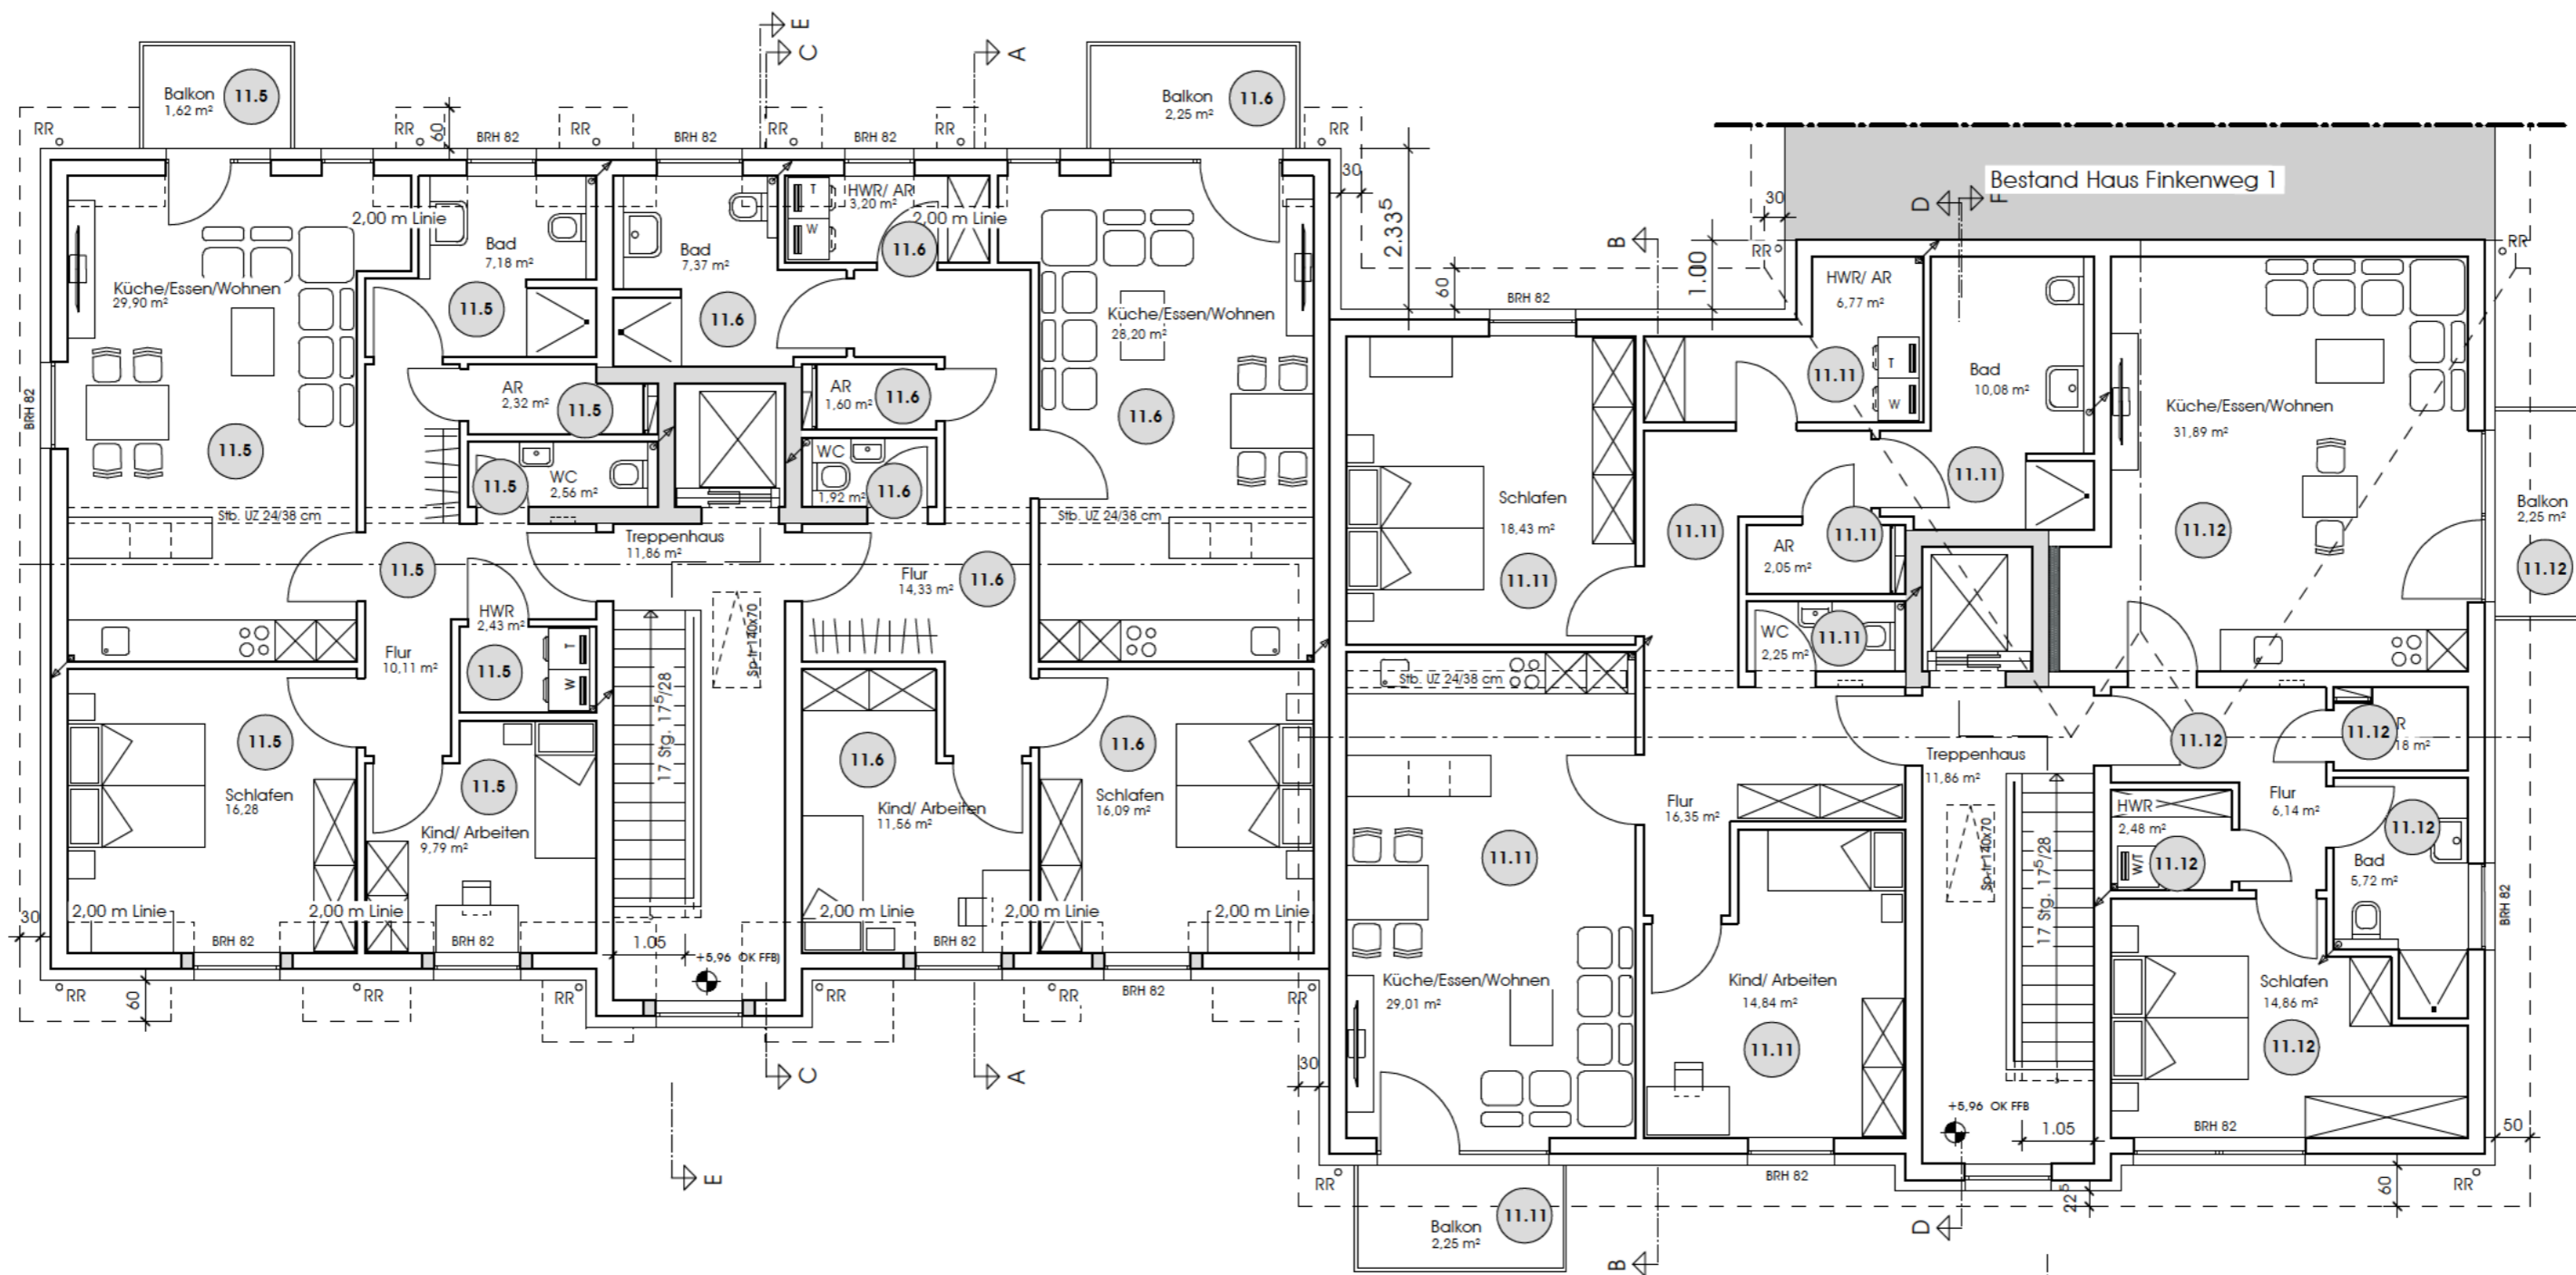 E
C
A
Balkon
1,62 m²
11.5
Balkon
2,25 m²
11.6
RR
RR
60
BRH 82
RR
BRH 82
RR
BRH 82
RR
RR
30
2.33⁵
Bestand Haus Finkenweg 1
2,00 m Linie
Bad
7,18 m²
11.5
Bad
7,37 m²
11.6
T
W
HWR/ AR
3,20 m²
2,00 m Linie
11.6
30
D
F
B
RR
1.00
RR
60
BRH 82
Küche/Essen/Wohnen
29,90 m²
11.5
BRH 82
Küche/Essen/Wohnen
28,20 m²
11.6
HWR/ AR
6,77 m²
11.11
T
W
Bad
10,08 m²
11.11
Küche/Essen/Wohnen
31,89 m²
11.12
AR
2,32 m²
11.5
AR
1,60 m²
11.6
WC
2,56 m²
11.5
WC
1,92 m²
11.6
Schlafen
18,43 m²
11.11
11.11
AR
2,05 m²
11.11
Balkon
2,25 m²
11.12
Stb. UZ 24/38 cm
Stb. UZ 24/38 cm
Treppenhaus
11,86 m²
11.5
Flur
14,33 m²
11.6
HWR
2,43 m²
11.5
T
W
Sp-tr 140x70
Flur
10,11 m²
WC
2,25 m²
11.11
Stb. UZ 24/38 cm
17 Stg. 17⁵/28
Schlafen
16,28
11.5
Kind/ Arbeiten
9,79 m²
11.5
11.6
Kind/ Arbeiten
11,56 m²
11.6
Schlafen
16,09 m²
Treppenhaus
11,86 m²
11.12
11.12
R
18 m²
Flur
16,35 m²
Flur
6,14 m²
HWR
2,48 m²
W/T
11.12
Bad
5,72 m²
11.12
Sp-tr 140x70
17 Stg. 17⁵/28
11.11
Küche/Essen/Wohnen
29,01 m²
Kind/ Arbeiten
14,84 m²
11.11
Schlafen
14,86 m²
11.12
BRH 82
30
2,00 m Linie
BRH 82
2,00 m Linie
BRH 82
1.05
+5,96 OK FFB)
2,00 m Linie
BRH 82
2,00 m Linie
2,00 m Linie
BRH 82
RR
60
RR
RR
RR
RR
RR
30
C
A
E
+5,96 OK FFB
1.05
BRH 82
50
BRH 82
RR
22⁵
60
RR
Balkon
2,25 m²
11.11
B
D